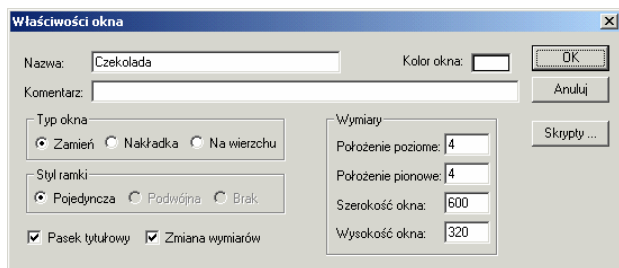 Właściwości okna
Nazwa: Czekolada Kolor okna: OK
Komentarz: Anuluj
Typ okna
Zamień Nakładka Na wierzchu
Wymiary
Położenie poziome: 4
Skrypty ...
Styl ramki
Położenie pionowe: 4
Pojedyncza Podwójna Brak
Szerokość okna: 600
Pasek tytułowy Zmiana wymiarów
Wysokość okna: 320